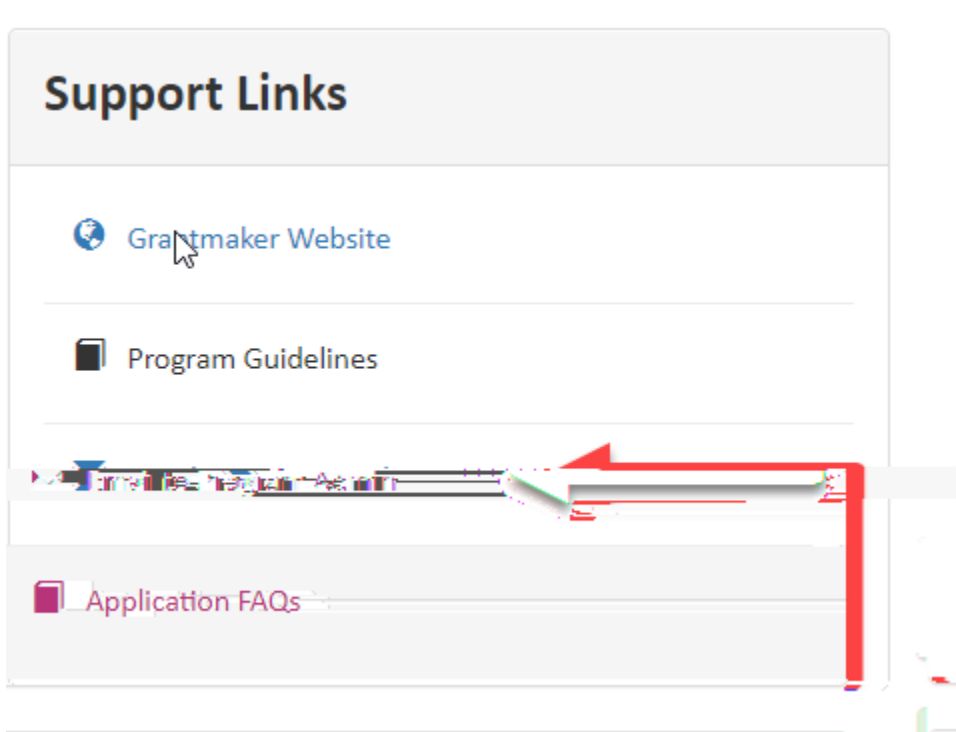 Support Links
Grantmaker Website
Program Guidelines
Application FAQs